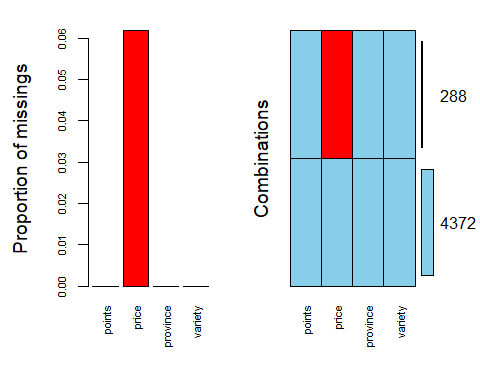 Proportion of missings
0.06
0.05
0.04
0.03
0.02
0.01
0.00
points
price
province
variety
Combinations
288
4372
points
price
province
variety